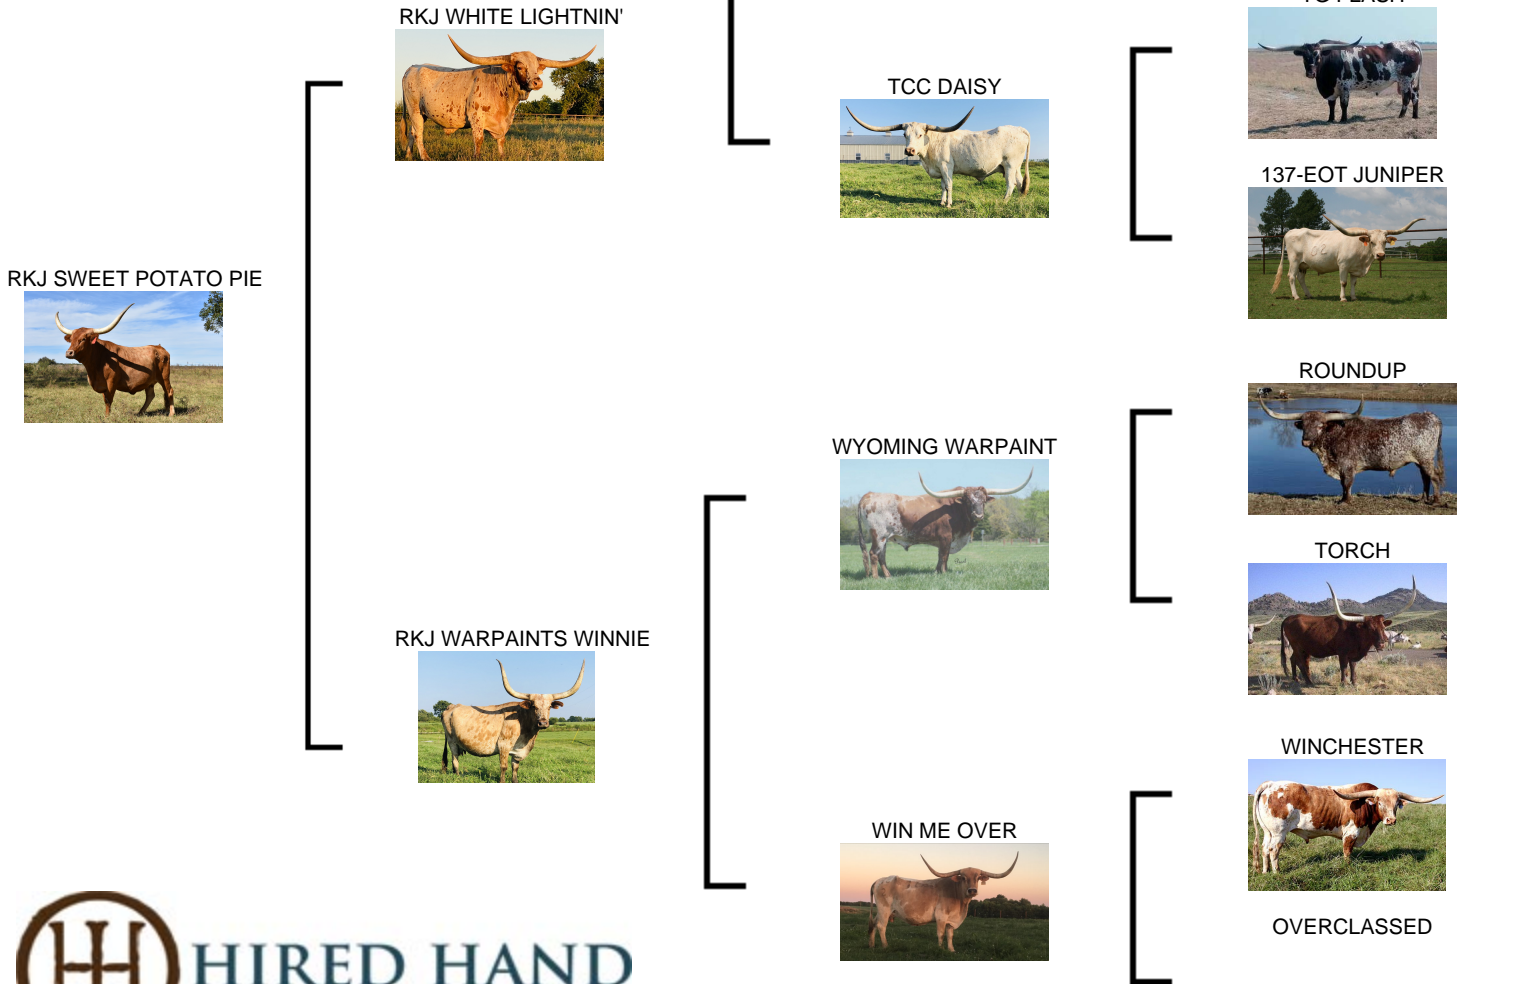 RKJ WHITE LIGHTNIN'
TCC DAISY
137-EOT JUNIPER
RKJ SWEET POTATO PIE
ROUNDUP
WYOMING WARPAINT
TORCH
RKJ WARPAINTS WINNIE
WINCHESTER
WIN ME OVER
OVERCLASSED
HIRED HAND